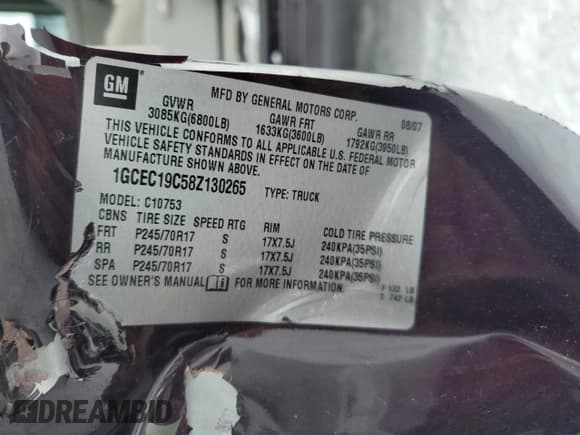 GM
MFD BY GENERAL MOTORS CORP. 08/07
GVWR GAWR FRT GAWR RR
3085KG(6800LB) 1633KG(3600LB) 1792KG(3950LB)
THIS VEHICLE CONFORMS TO ALL APPLICABLE U.S. FEDERAL MOTOR
VEHICLE SAFETY STANDARDS IN EFFECT ON THE DATE OF
MANUFACTURE SHOWN ABOVE.
1GCEC19C58Z130265 TYPE: TRUCK
MODEL: C10753
CBNS TIRE SIZE SPEED RTG RIM COLD TIRE PRESSURE
FRT P245/70R17 S 17X7.5J 240KPA(35PSI)
RR P245/70R17 S 17X7.5J 240KPA(35PSI)
SPA P245/70R17 S 17X7.5J 240KPA(35PSI)
SEE OWNER'S MANUAL FOR MORE INFORMATION.
DREAMBID